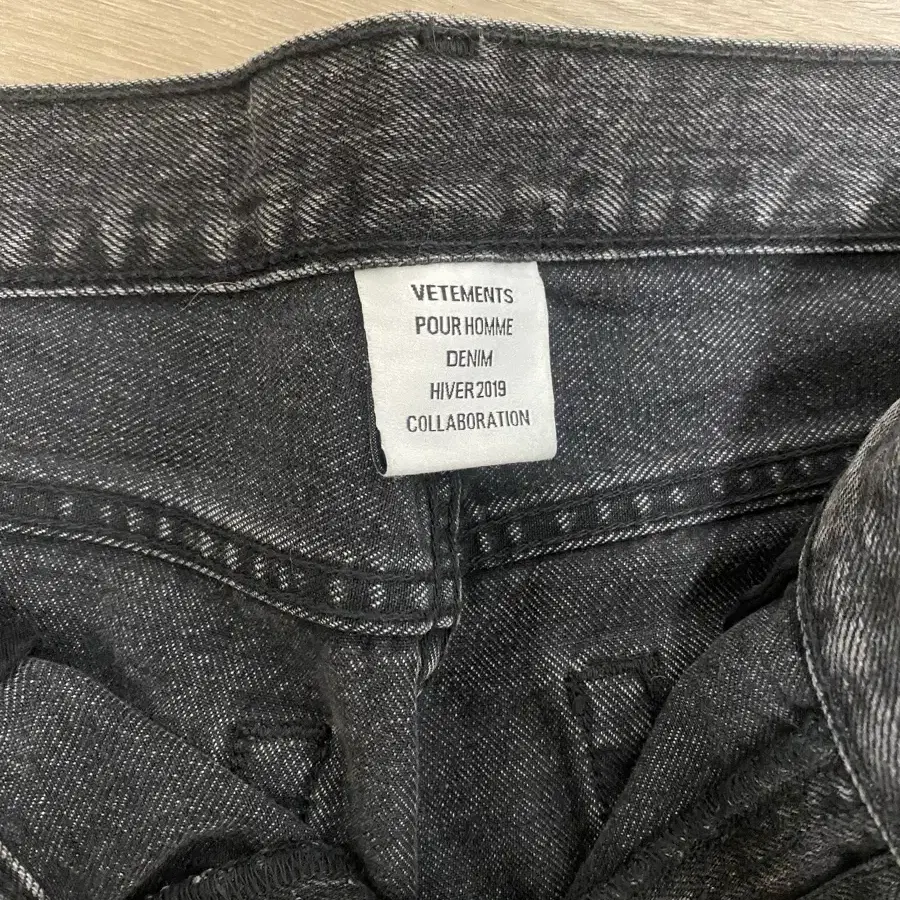 VETEMENTS
POUR HOMME
DENIM
HIVER 2019
COLLABORATION